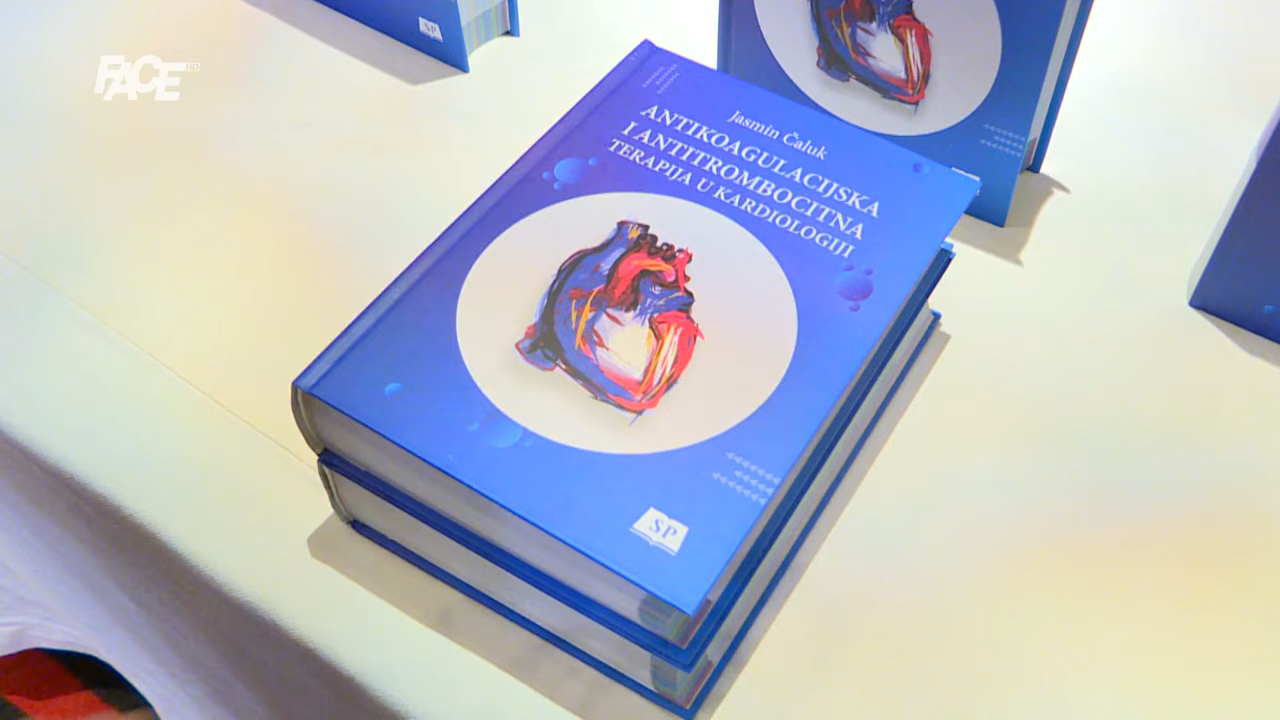 FACE HD
SP
Jasmin Čaluk
ANTIKOAGULACIJSKA
I ANTITROMBOCITNA
TERAPIJA U KARDIOLOGIJI
SP